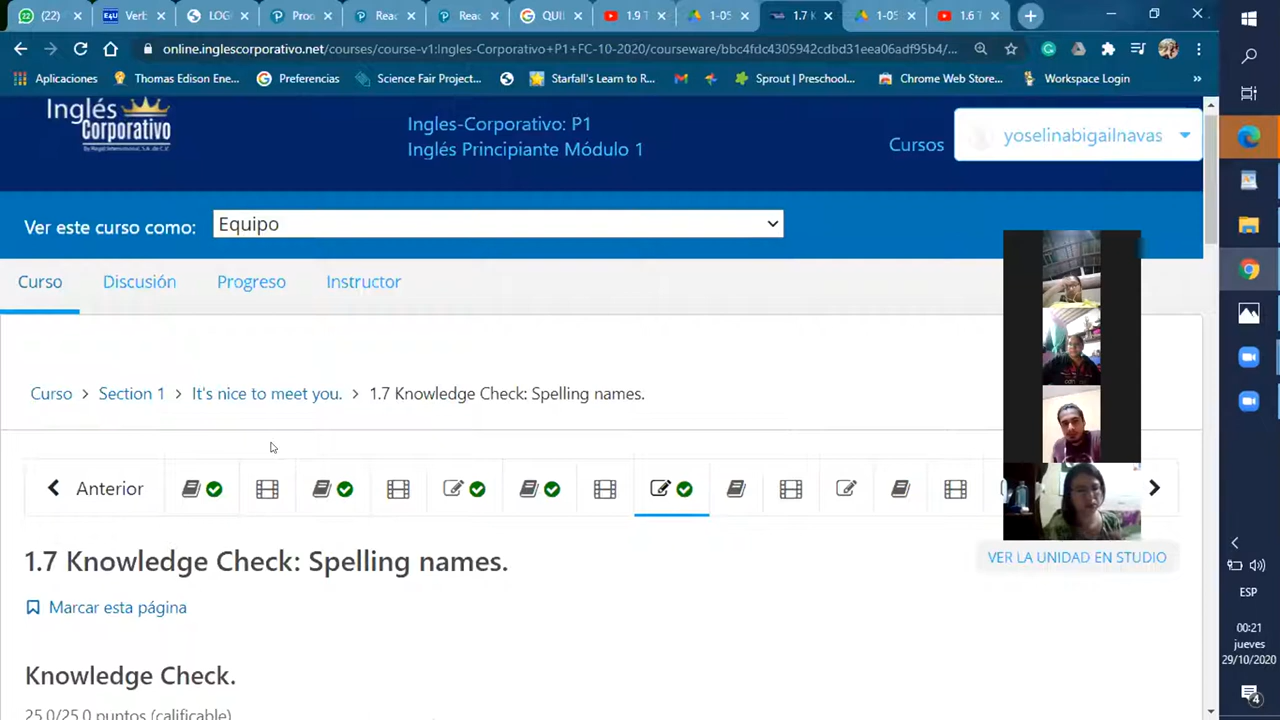 (22)
Verb
LOG
Proc
Reac
Reac
QUI
1.9 T
1-05
1.7 K
1-05
1.6 T
online.inglescorporativo.net/courses/course-v1:Ingles-Corporativo+P1+FC-10-2020/courseware/bbc4fdc4305942cdbd31eea06adf95b4/...
Aplicaciones
Thomas Edison Ene...
Preferencias
Science Fair Project...
Starfall's Learn to R...
Sprout | Preschool...
Chrome Web Store...
Workspace Login
»
Inglés
Corporativo
Ingles-Corporativo: P1
Inglés Principiante Módulo 1
Cursos
yoselinabigailnavas
Ver este curso como:
Equipo
Curso
Discusión
Progreso
Instructor
Curso > Section 1 > It's nice to meet you. > 1.7 Knowledge Check: Spelling names.
Anterior
VER LA UNIDAD EN STUDIO
1.7 Knowledge Check: Spelling names.
Marcar esta página
Knowledge Check.
25.0/25.0 puntos (calificable)
ESP
00:21
jueves
29/10/2020
4